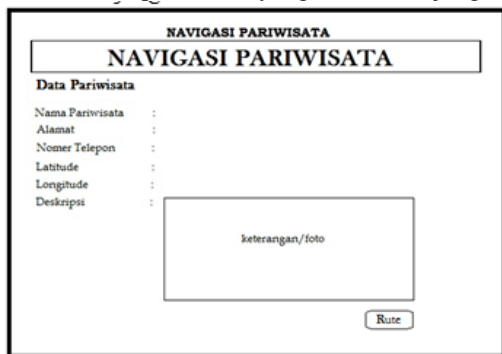 NAVIGASI PARIWISATA
NAVIGASI PARIWISATA
Data Pariwisata
Nama Pariwisata :
Alamat :
Nomer Telepon :
Latitude :
Longitude :
Deskripsi :
keterangan/foto
Rute